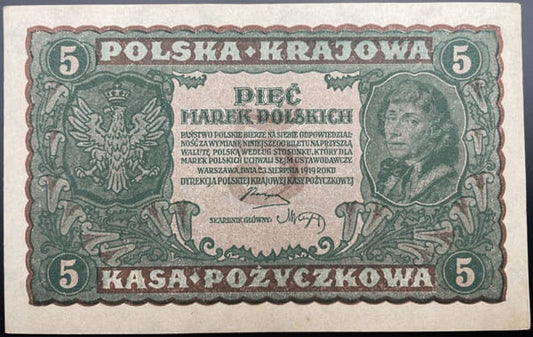 POLSKA • KRAJOWA
5 5
PIĘĆ
MAREK POLSKICH
PAŃSTWO POLSKIE BIERZE NA SIEBIE ODPOWIEDZIAL-
NOŚĆ ZA WYMIANĘ NINIEJSZEGO BILETU NA PRZYSZŁĄ
WALUTĘ POLSKĄ WEDŁUG STOSUNKU, KTÓRY DLA
MAREK POLSKICH UCHWALI SEJM USTAWODAWCZY
WARSZAWA, DNIA 23 SIERPNIA 1919 ROKU
DYREKCJA POLSKIEJ KRAJOWEJ KASY POŻYCZKOWEJ
SKARBNIK GŁÓWNY:
5 5
KASA • POŻYCZKOWA